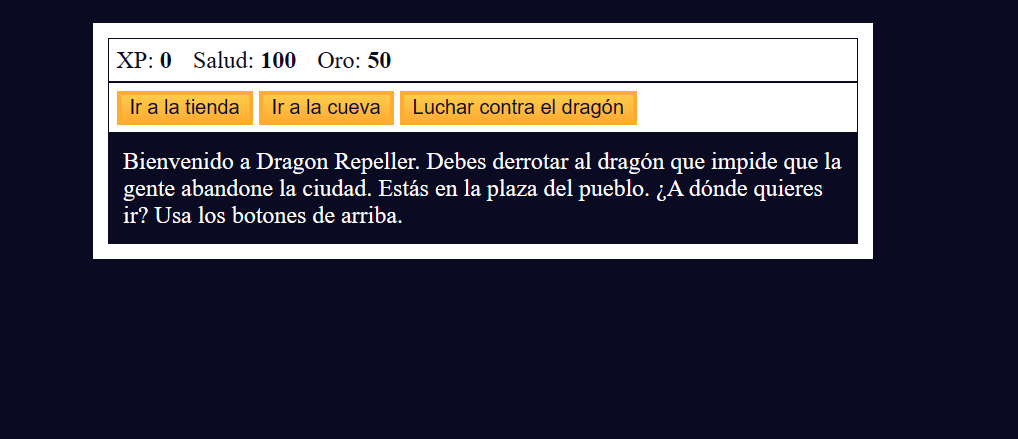 XP: 0 Salud: 100 Oro: 50
Ir a la tienda Ir a la cueva Luchar contra el dragón
Bienvenido a Dragon Repeller. Debes derrotar al dragón que impide que la
gente abandone la ciudad. Estás en la plaza del pueblo. ¿A dónde quieres
ir? Usa los botones de arriba.